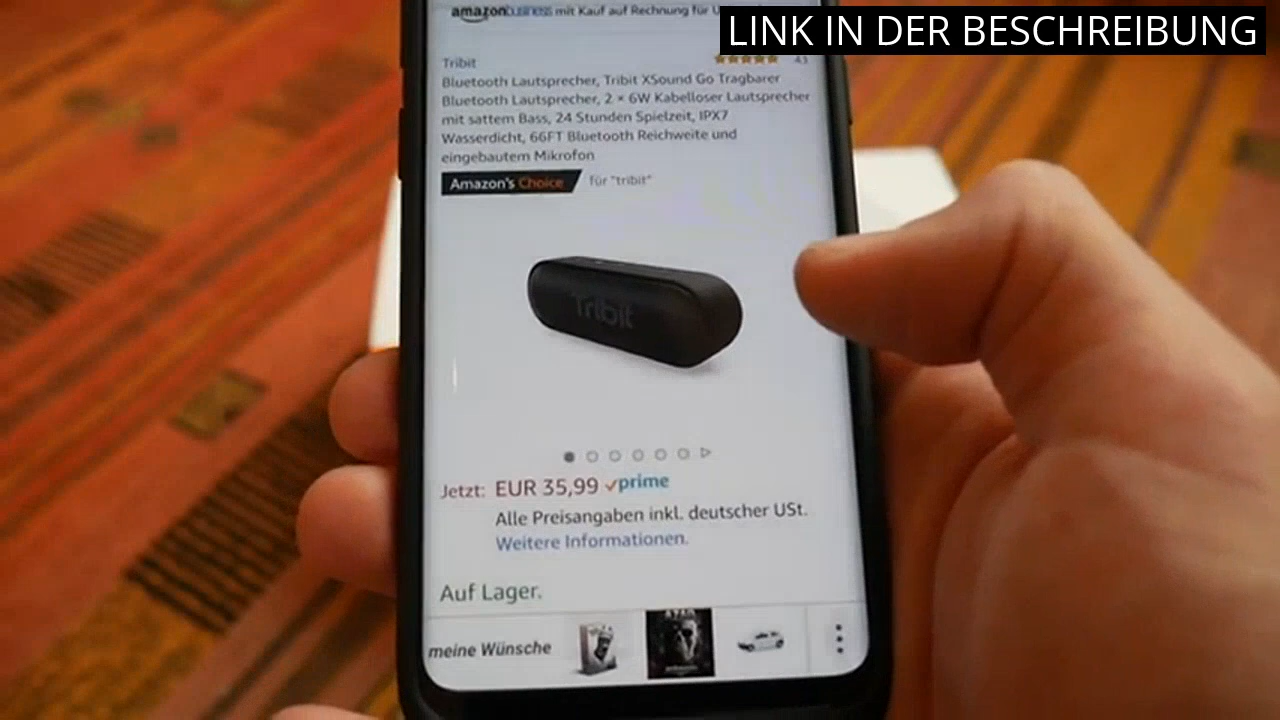 LINK IN DER BESCHREIBUNG
amazonbusiness mit Kauf auf Rechnung für
Tribit
4.5
Bluetooth Lautsprecher, Tribit XSound Go Tragbarer
Bluetooth Lautsprecher, 2 × 6W Kabelloser Lautsprecher
mit sattem Bass, 24 Stunden Spielzeit, IPX7
Wasserdicht, 66FT Bluetooth Reichweite und
eingebautem Mikrofon
Amazon's Choice für "tribit"
Tribit
Jetzt: EUR 35,99 prime
Alle Preisangaben inkl. deutscher USt.
Weitere Informationen.
Auf Lager.
meine Wünsche